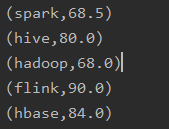 (spark,68.5)
(hive,80.0)
(hadoop,68.0)
(flink,90.0)
(hbase,84.0)